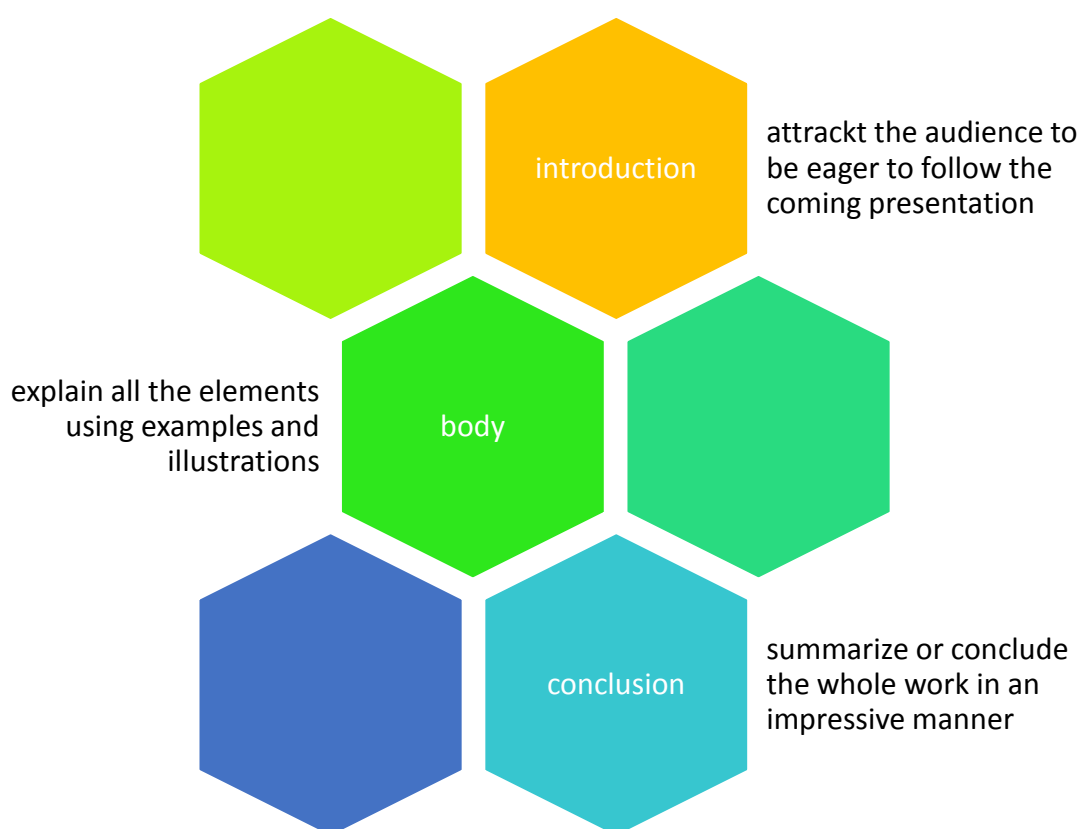 introduction
attrackt the audience to
be eager to follow the
coming presentation
explain all the elements
using examples and
illustrations
body
conclusion
summarize or conclude
the whole work in an
impressive manner